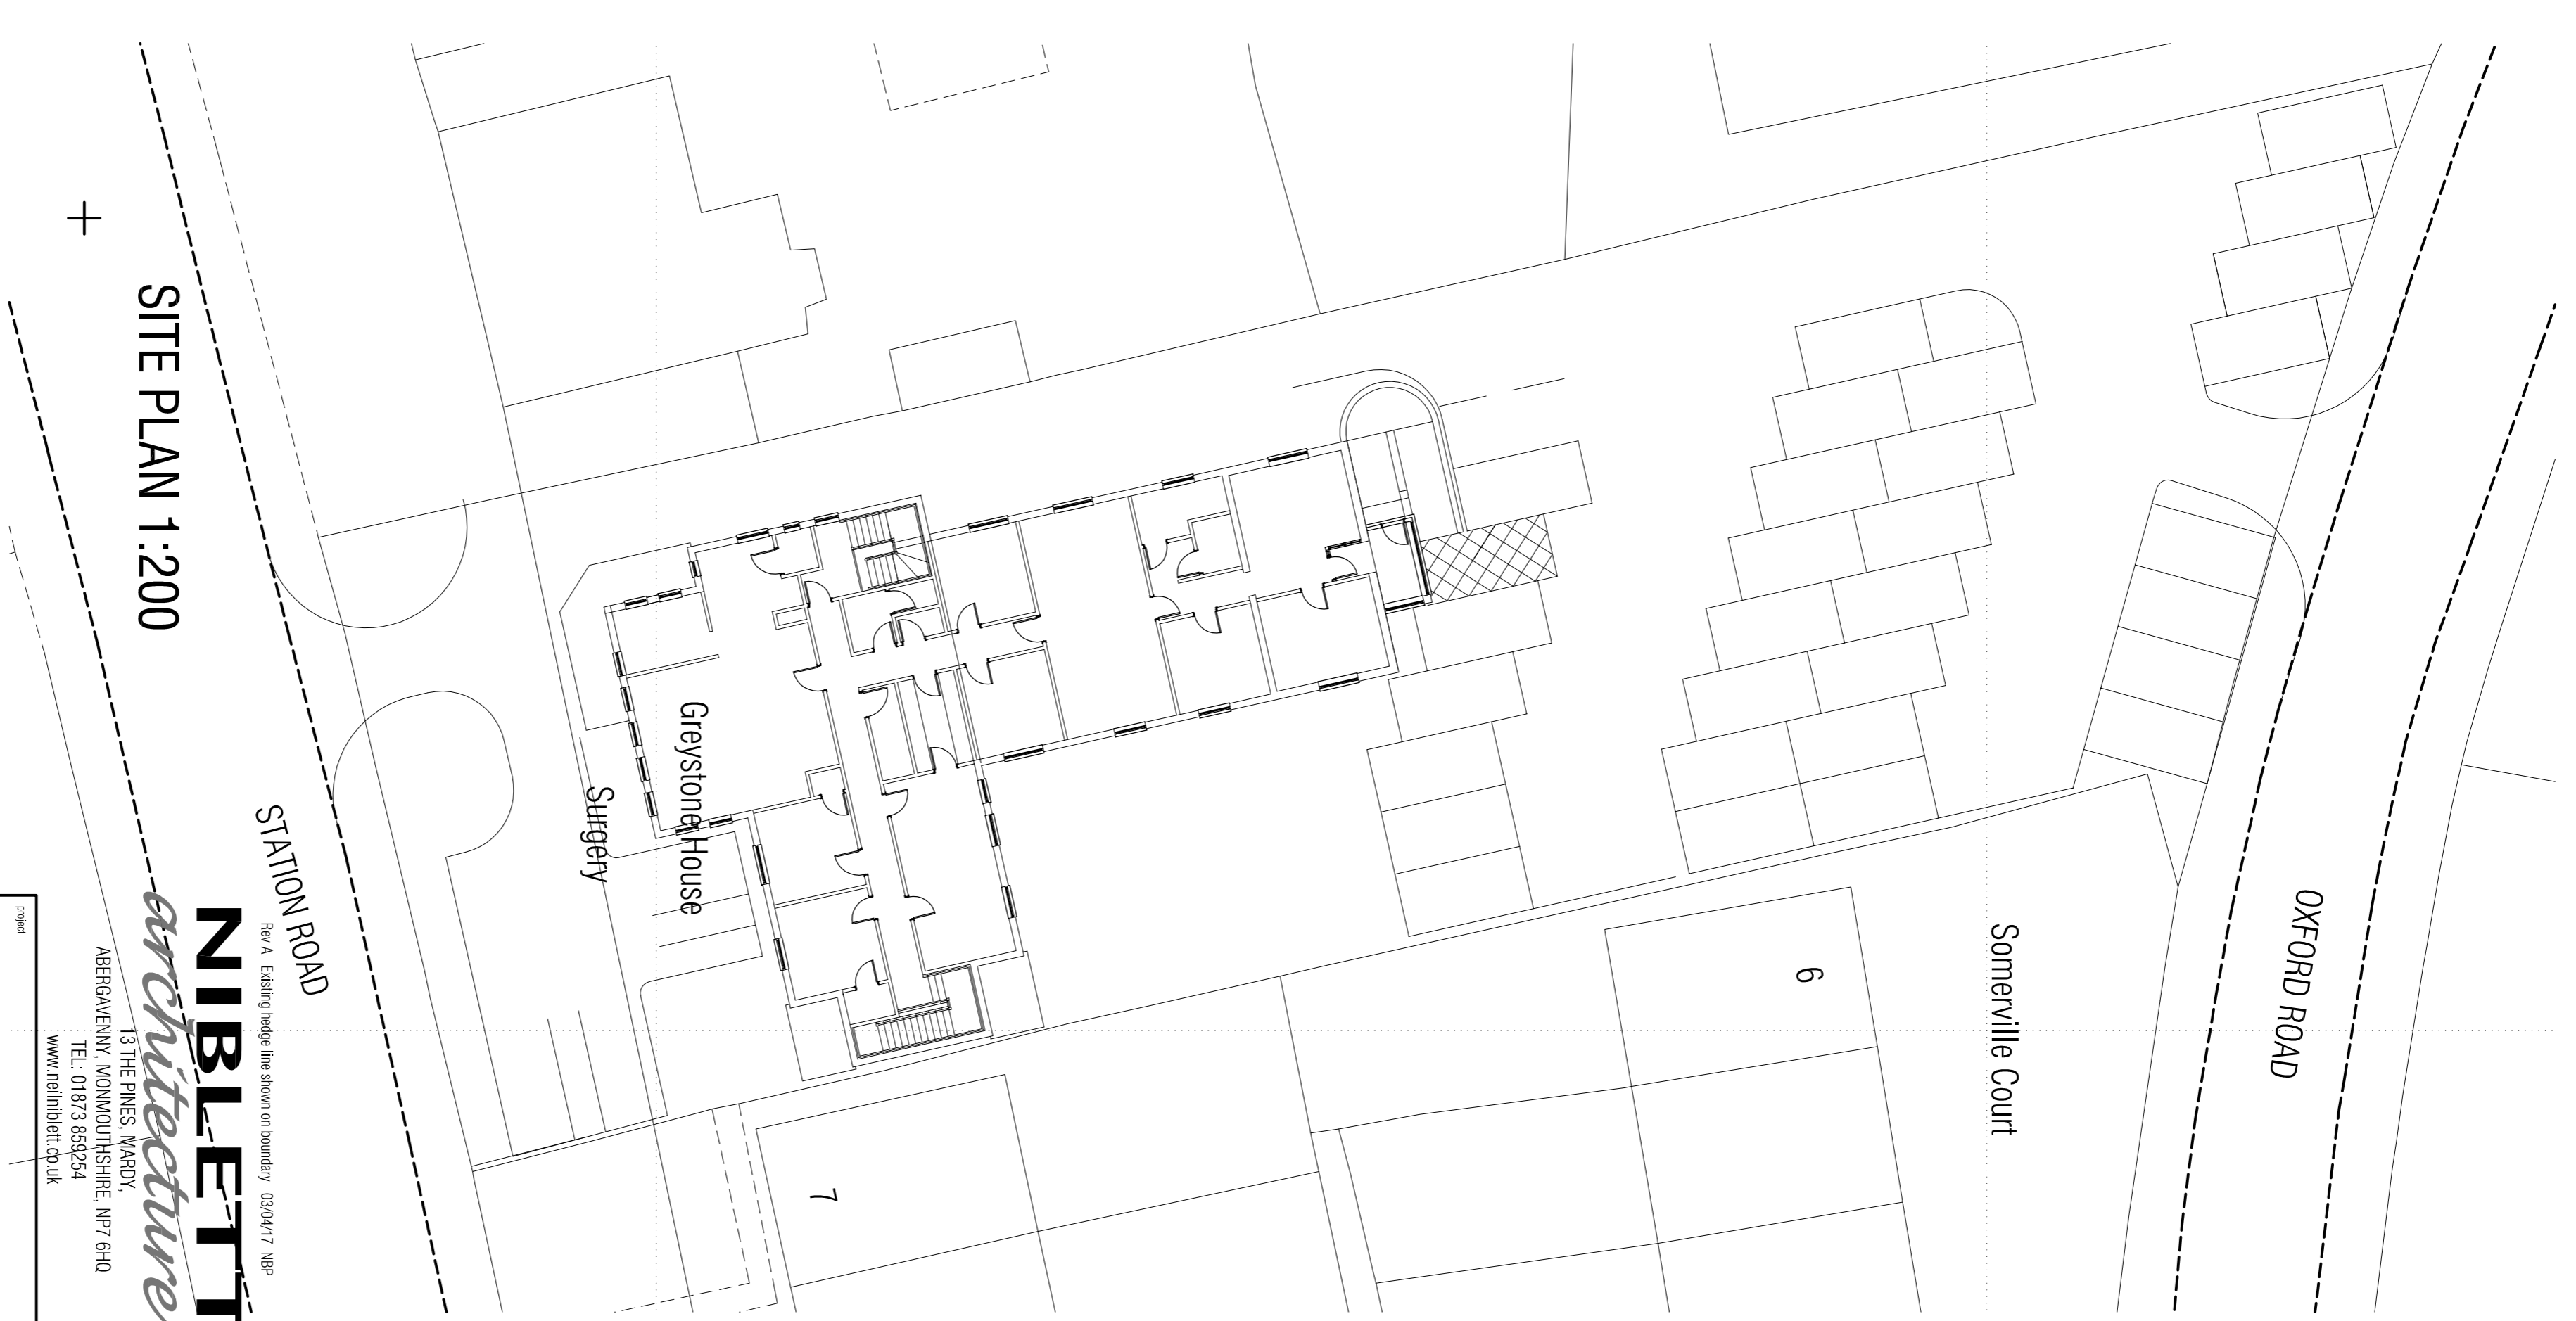 SITE PLAN 1:200
STATION ROAD
Greystone House
Surgery
OXFORD ROAD
Somerville Court
6
7
Rev A Existing hedge line shown on boundary 03/04/17 NBP
NIBLETT
architecture
13 THE PINES, MARDY,
ABERGAVENNY, MONMOUTHSHIRE, NP7 6HQ
TEL: 01873 859254
www.neilniblett.co.uk
project